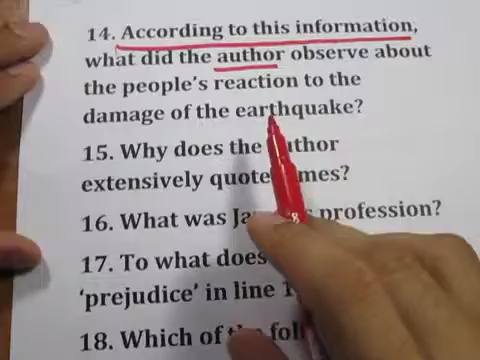 14. According to this information,
what did the author observe about
the people's reaction to the
damage of the earthquake?
15. Why does the author
extensively quote
16. What was profession?
17. To what does
'prejudice' in line
18. Which of the